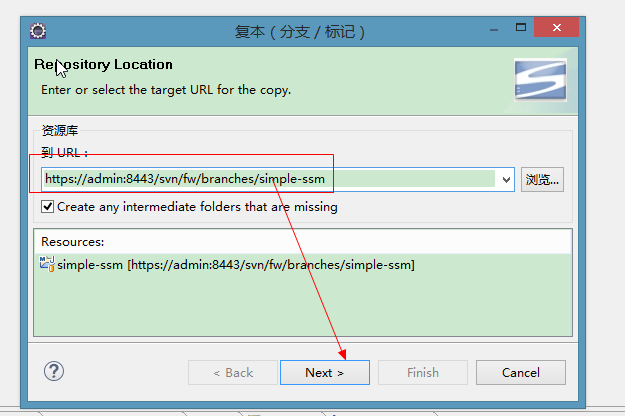 复本（分支 / 标记）
Repository Location
Enter or select the target URL for the copy.
资源库
到 URL：
https://admin:8443/svn/fw/branches/simple-ssm
浏览...
Create any intermediate folders that are missing
Resources:
simple-ssm [https://admin:8443/svn/fw/branches/simple-ssm]
< Back Next > Finish Cancel